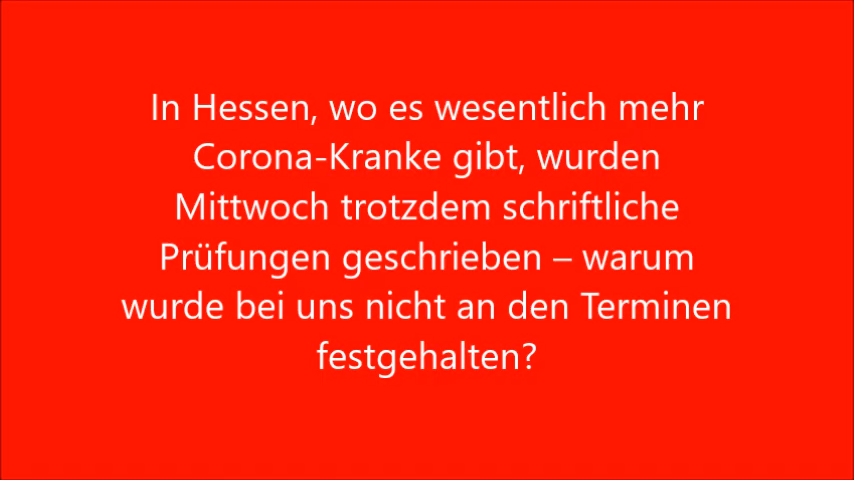 In Hessen, wo es wesentlich mehr
Corona-Kranke gibt, wurden
Mittwoch trotzdem schriftliche
Prüfungen geschrieben – warum
wurde bei uns nicht an den Terminen
festgehalten?